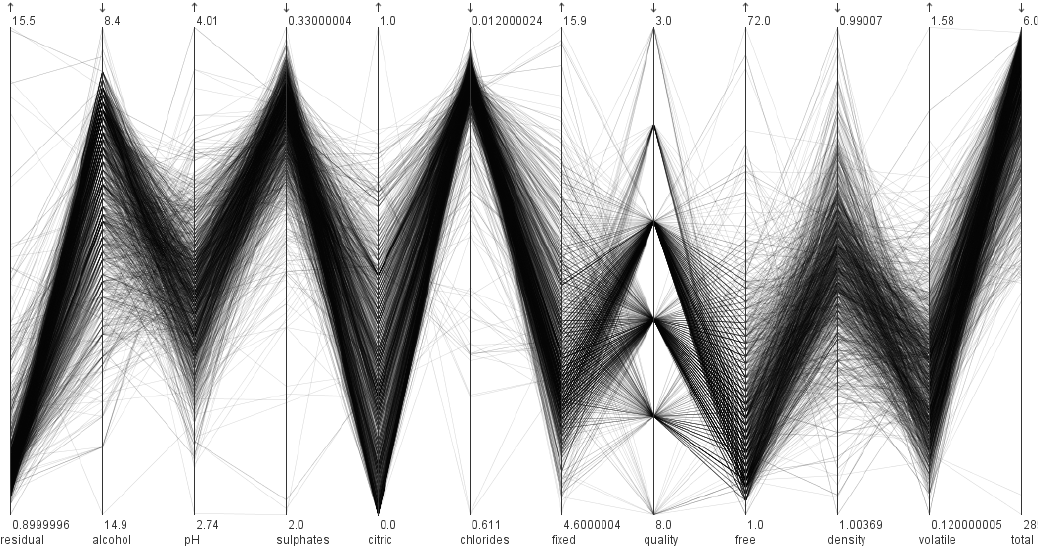 15.5 8.4 4.01 0.33000004 1.0 0.012000024 15.9 3.0 72.0 0.99007 1.58 6.0
0.8999996 14.9 2.74 2.0 0.0 0.611 4.6000004 8.0 1.0 1.00369 0.120000005 28
residual alcohol pH sulphates citric chlorides fixed quality free density volatile total